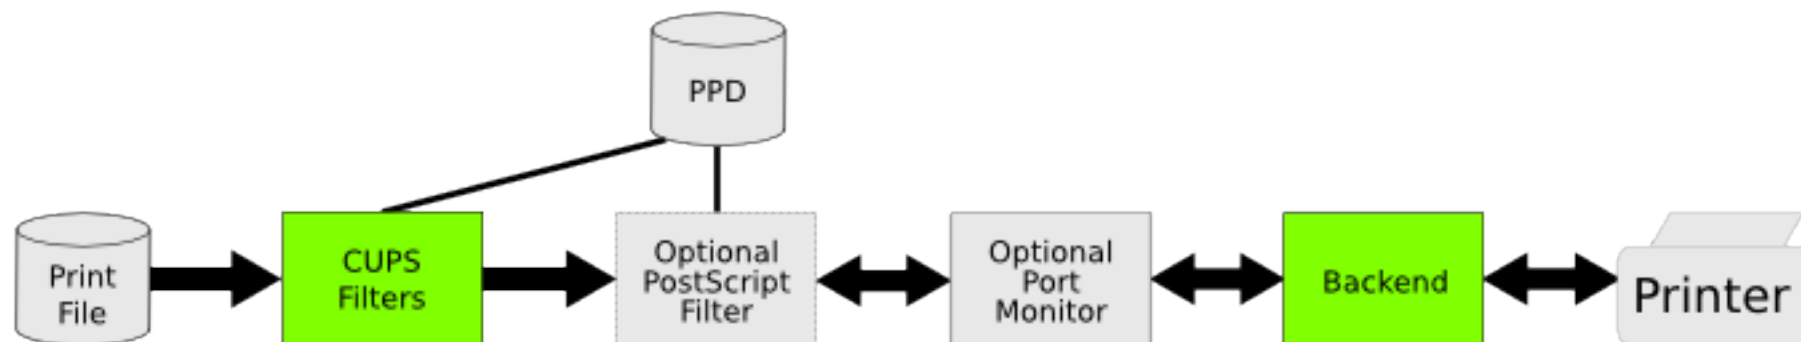 PPD
Print
File
CUPS
Filters
Optional
PostScript
Filter
Optional
Port
Monitor
Backend
Printer